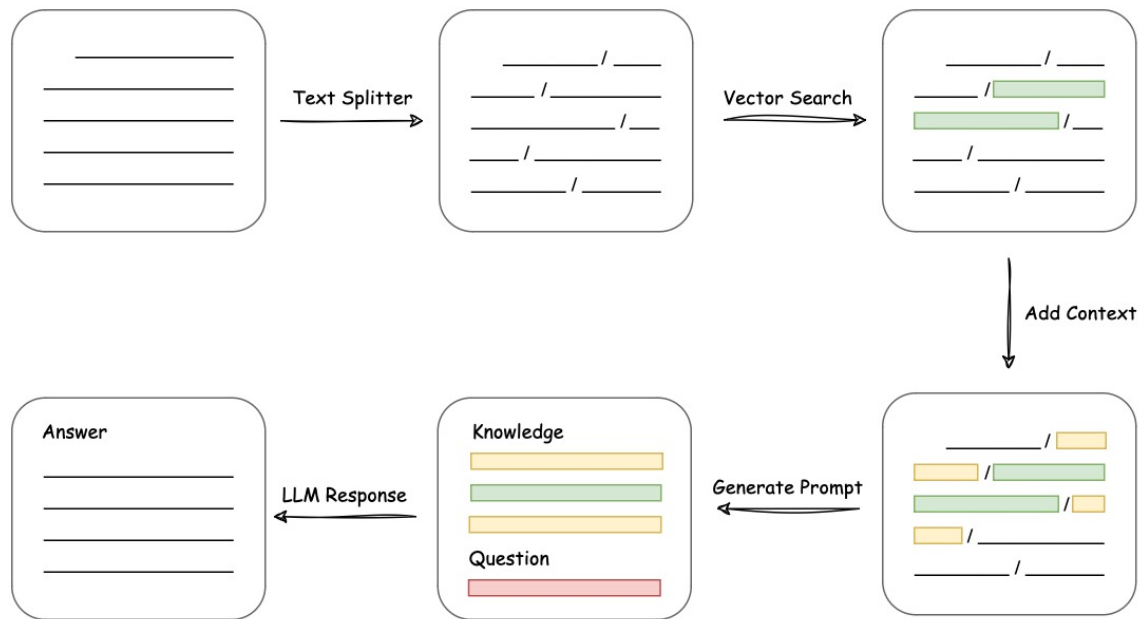 Text Splitter
Vector Search
Add Context
Generate Prompt
Knowledge
Question
LLM Response
Answer